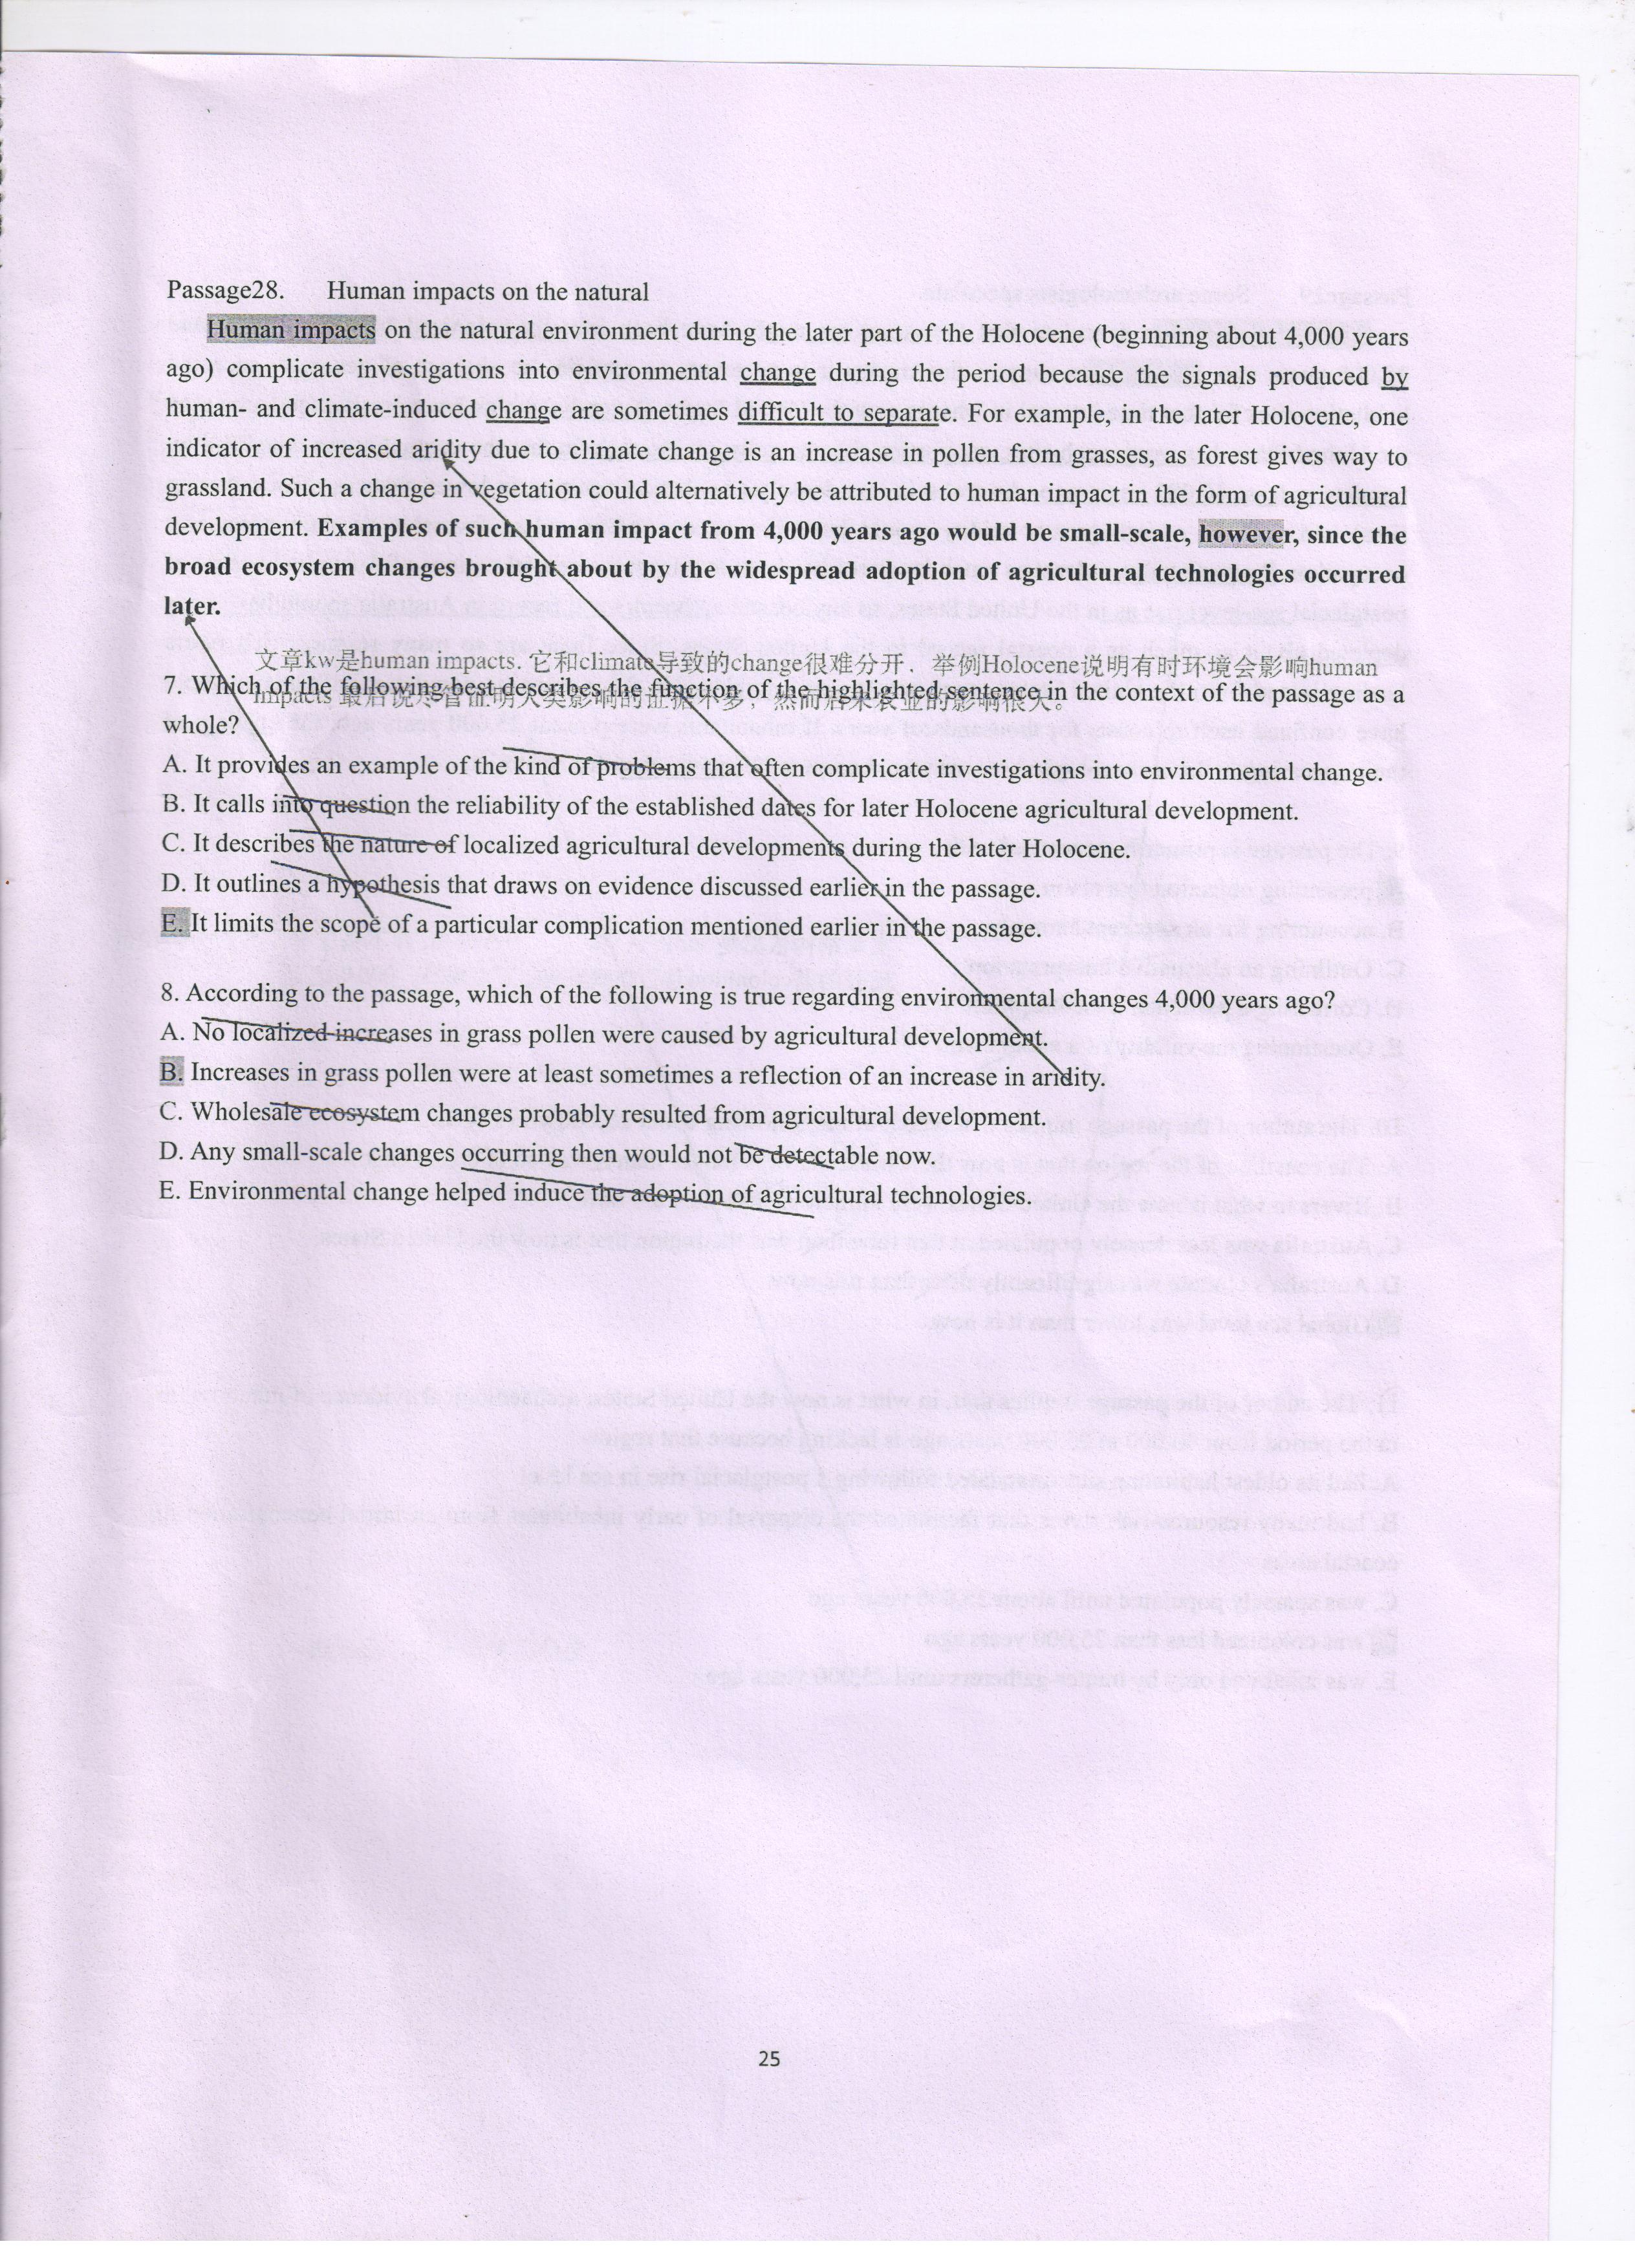 Passage28. Human impacts on the natural
Human impacts on the natural environment during the later part of the Holocene (beginning about 4,000 years
ago) complicate investigations into environmental change during the period because the signals produced by
human- and climate-induced change are sometimes difficult to separate. For example, in the later Holocene, one
indicator of increased aridity due to climate change is an increase in pollen from grasses, as forest gives way to
grassland. Such a change in vegetation could alternatively be attributed to human impact in the form of agricultural
development. Examples of such human impact from 4,000 years ago would be small-scale, however, since the
broad ecosystem changes brought about by the widespread adoption of agricultural technologies occurred
later.
文章kw是human impacts. 它和climate导致的change很难分开. 举例Holocene说明有时环境会影响human
impacts 最后说尽管证明人类影响的证据不多，然而后来农业的影响很大。
7. Which of the following best describes the function of the highlighted sentence in the context of the passage as a
whole?
A. It provides an example of the kind of problems that often complicate investigations into environmental change.
B. It calls into question the reliability of the established dates for later Holocene agricultural development.
C. It describes the nature of localized agricultural developments during the later Holocene.
D. It outlines a hypothesis that draws on evidence discussed earlier in the passage.
E. It limits the scope of a particular complication mentioned earlier in the passage.
8. According to the passage, which of the following is true regarding environmental changes 4,000 years ago?
A. No localized increases in grass pollen were caused by agricultural development.
B. Increases in grass pollen were at least sometimes a reflection of an increase in aridity.
C. Wholesale ecosystem changes probably resulted from agricultural development.
D. Any small-scale changes occurring then would not be detectable now.
E. Environmental change helped induce the adoption of agricultural technologies.
25